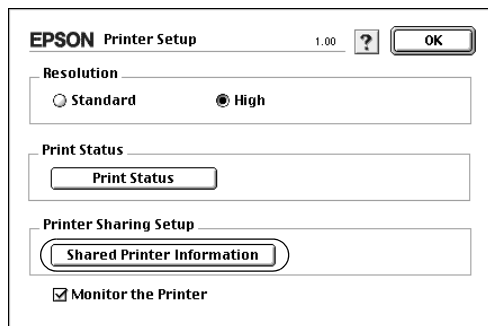 EPSON Printer Setup 1.00 ? OK
Resolution
Standard High
Print Status
Print Status
Printer Sharing Setup
Shared Printer Information
Monitor the Printer